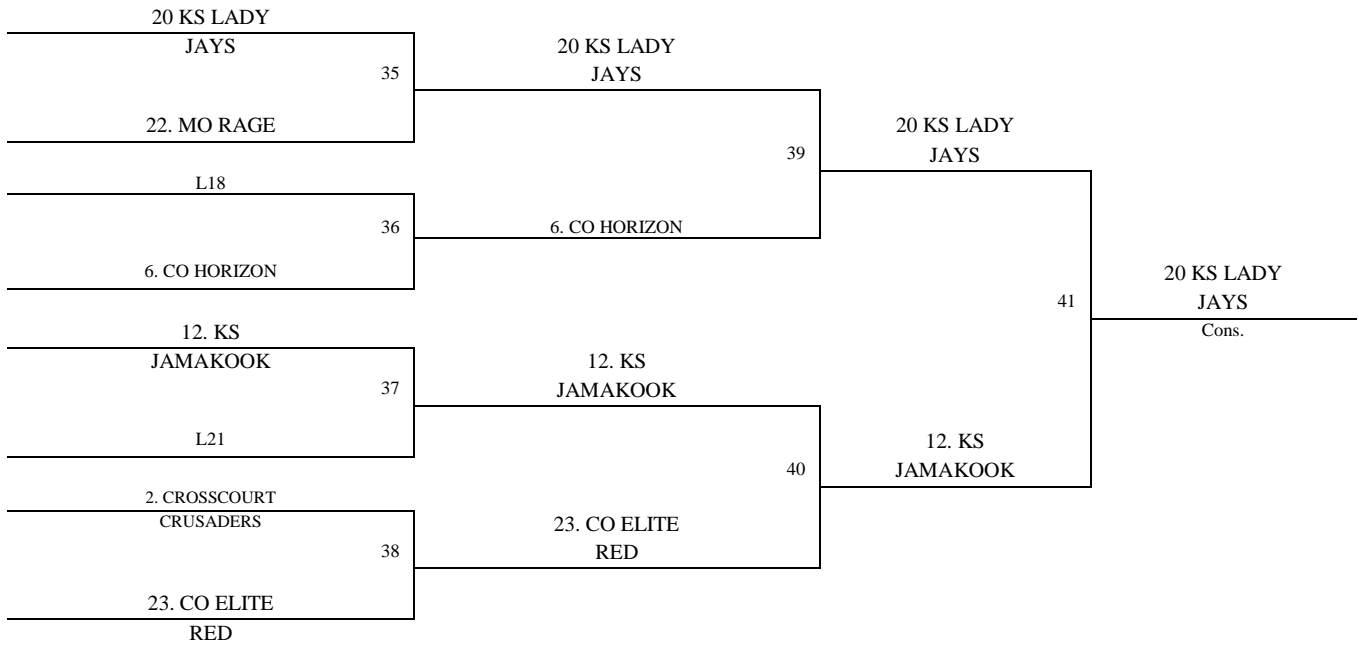 20 KS LADY
JAYS
35
22. MO RAGE
L18
36
6. CO HORIZON
12. KS
JAMAKOOK
37
L21
2. CROSSCOURT
CRUSADERS
38
23. CO ELITE
RED
20 KS LADY
JAYS
39
6. CO HORIZON
12. KS
JAMAKOOK
40
23. CO ELITE
RED
20 KS LADY
JAYS
41
12. KS
JAMAKOOK
20 KS LADY
JAYS
Cons.